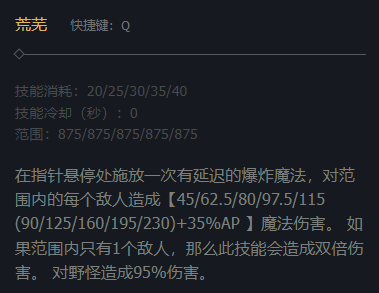 荒芜 快捷键：Q
技能消耗：20/25/30/35/40
技能冷却（秒）：0
范围：875/875/875/875/875
在指针悬停处施放一次有延迟的爆炸魔法，对范
围内的每个敌人造成【45/62.5/80/97.5/115
(90/125/160/195/230)+35%AP 】魔法伤害。 如
果范围内只有1个敌人，那么此技能会造成双倍伤
害。 对野怪造成95%伤害。